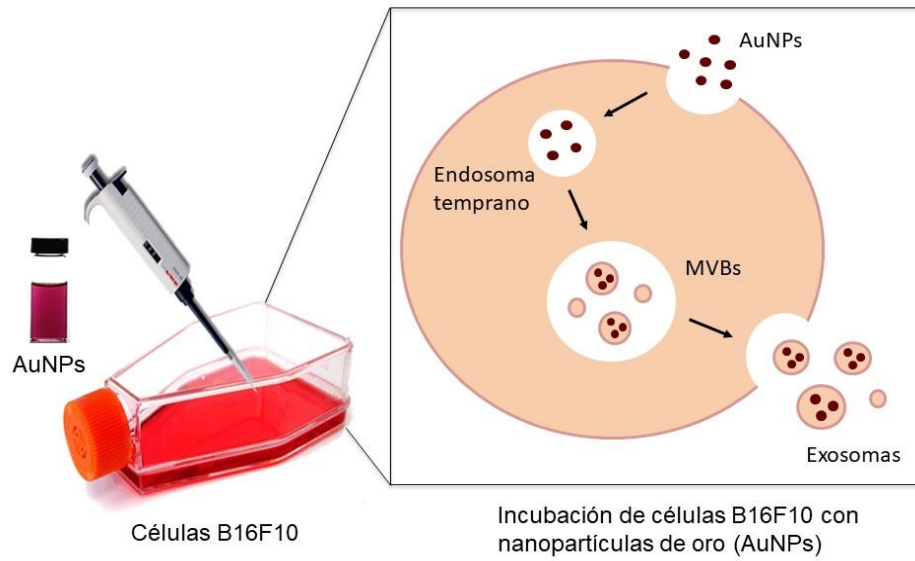 AuNPs
Células B16F10
AuNPs
Endosoma
temprano
MVBs
Exosomas
Incubación de células B16F10 con
nanopartículas de oro (AuNPs)